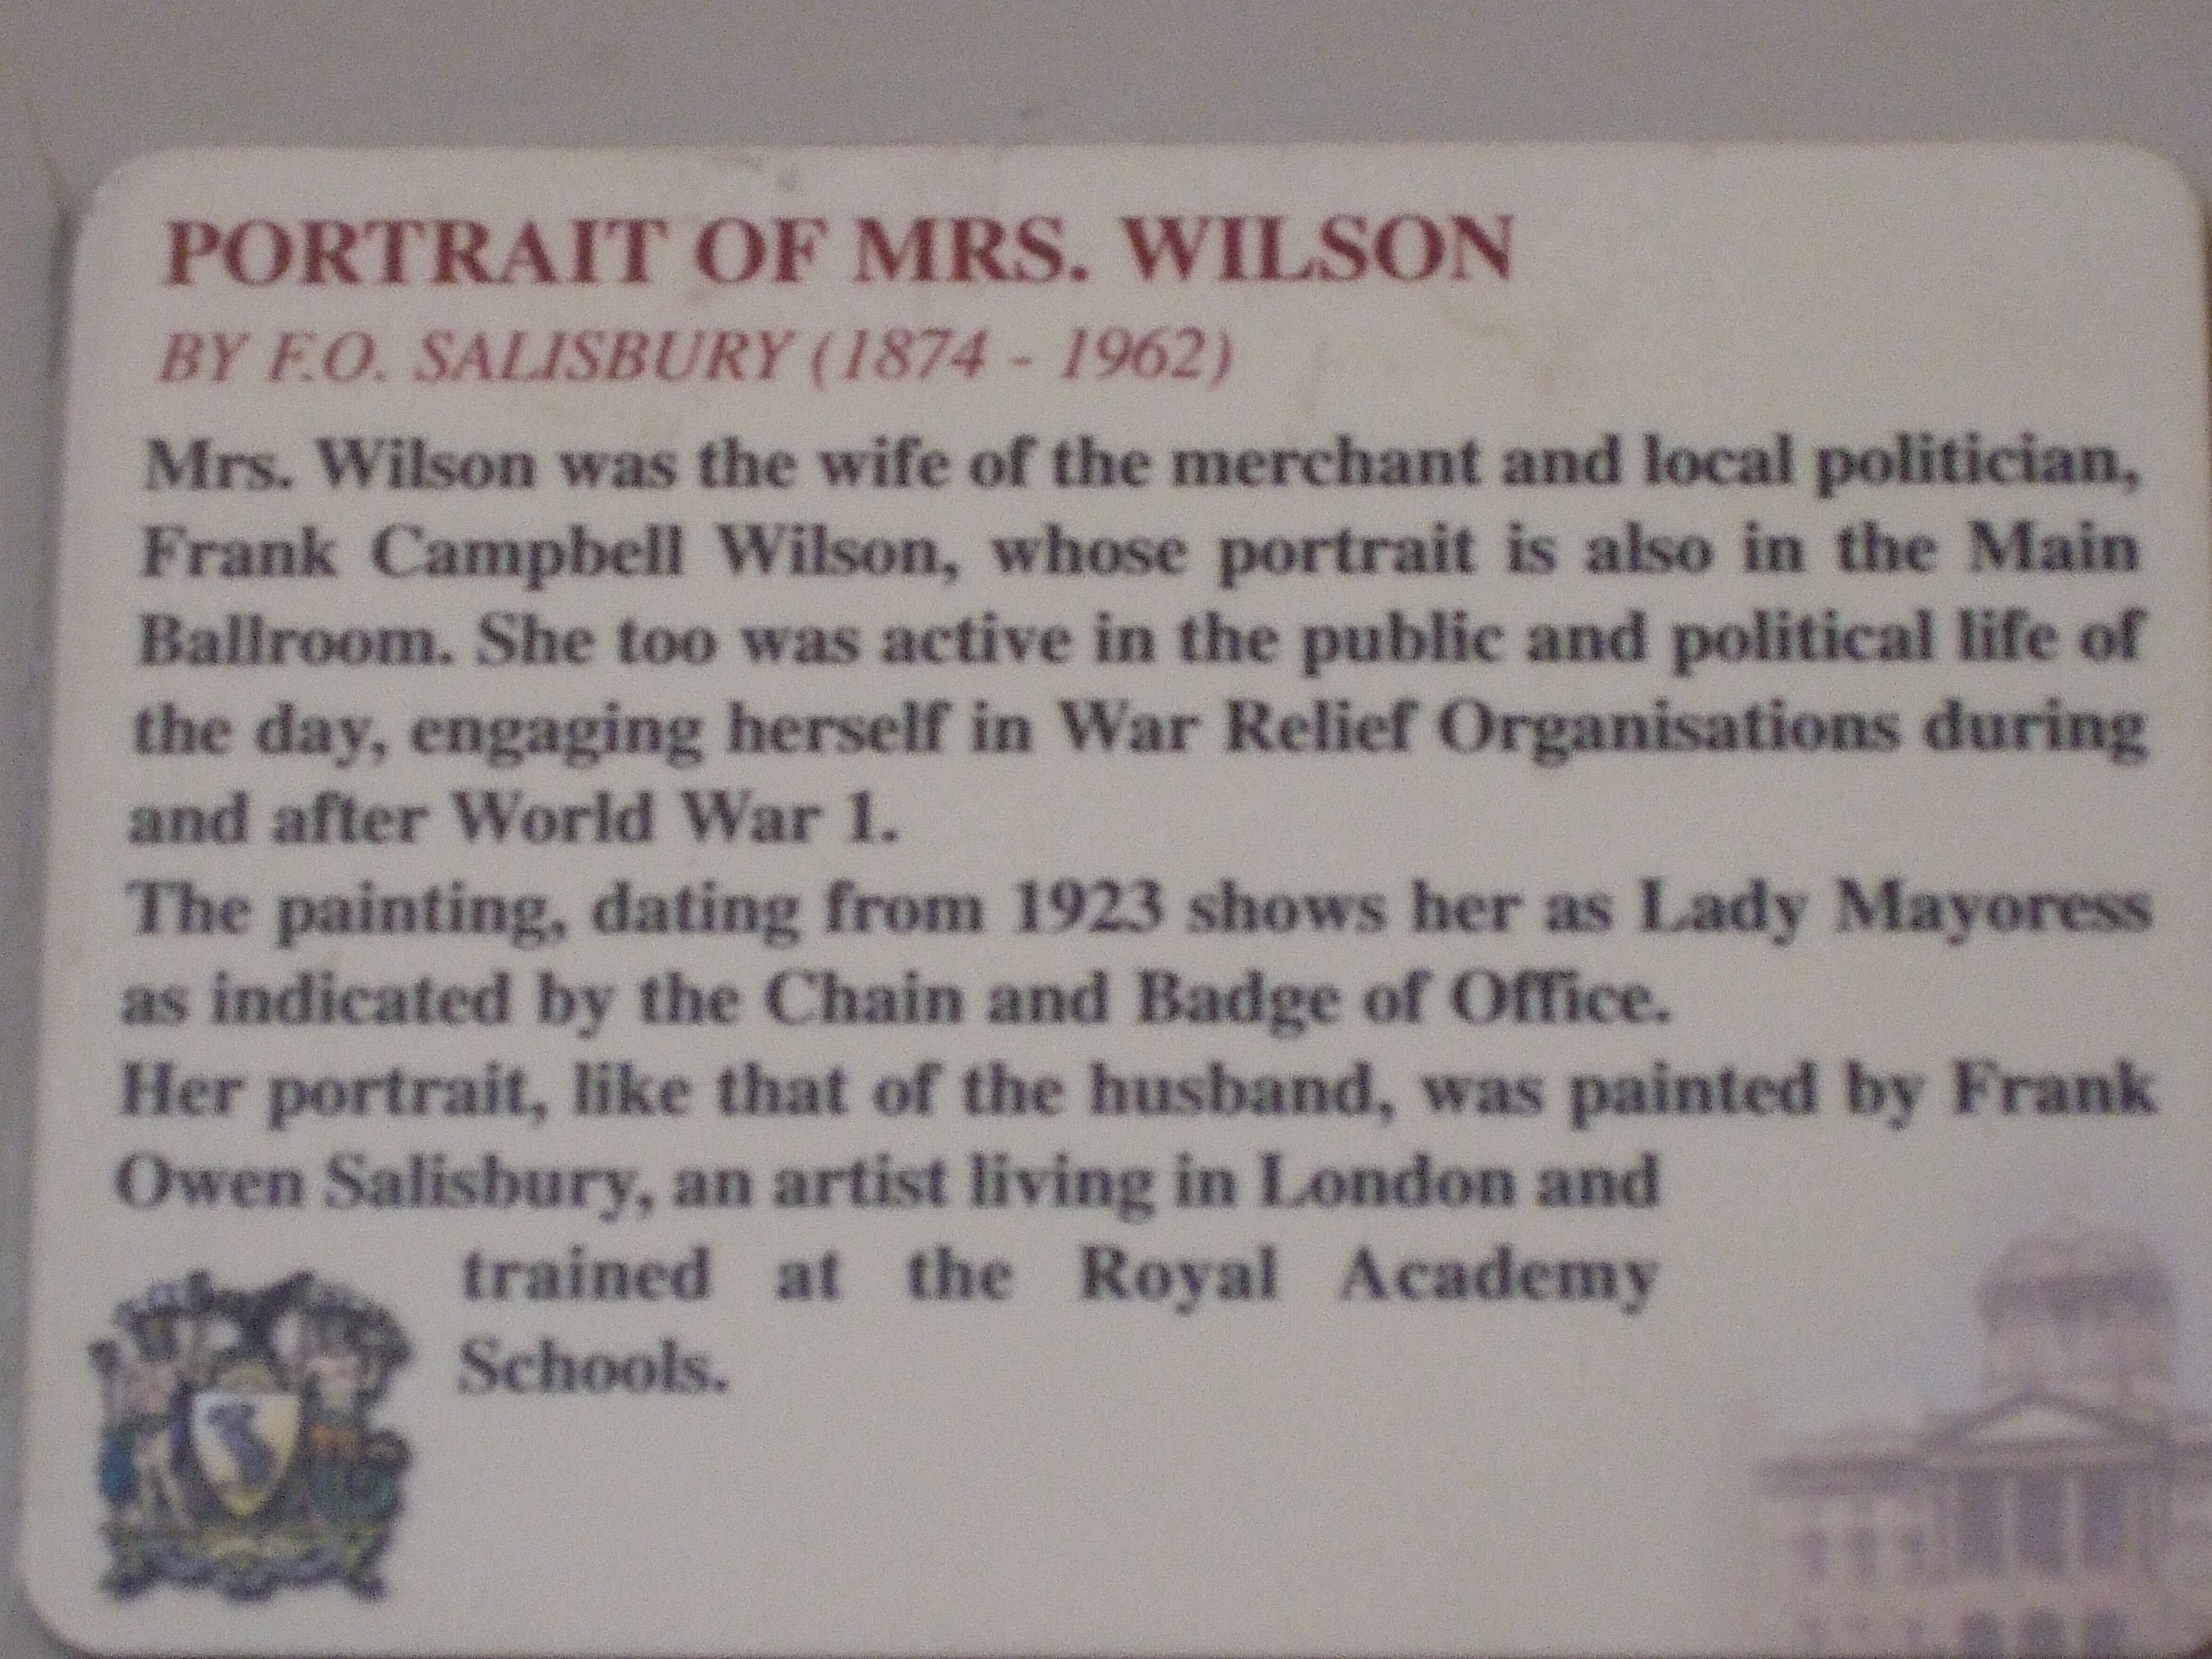 PORTRAIT OF MRS. WILSON
BY F.O. SALISBURY (1874 - 1962)
Mrs. Wilson was the wife of the merchant and local politician,
Frank Campbell Wilson, whose portrait is also in the Main
Ballroom. She too was active in the public and political life of
the day, engaging herself in War Relief Organisations during
and after World War 1.
The painting, dating from 1923 shows her as Lady Mayoress
as indicated by the Chain and Badge of Office.
Her portrait, like that of the husband, was painted by Frank
Owen Salisbury, an artist living in London and
trained at the Royal Academy
Schools.